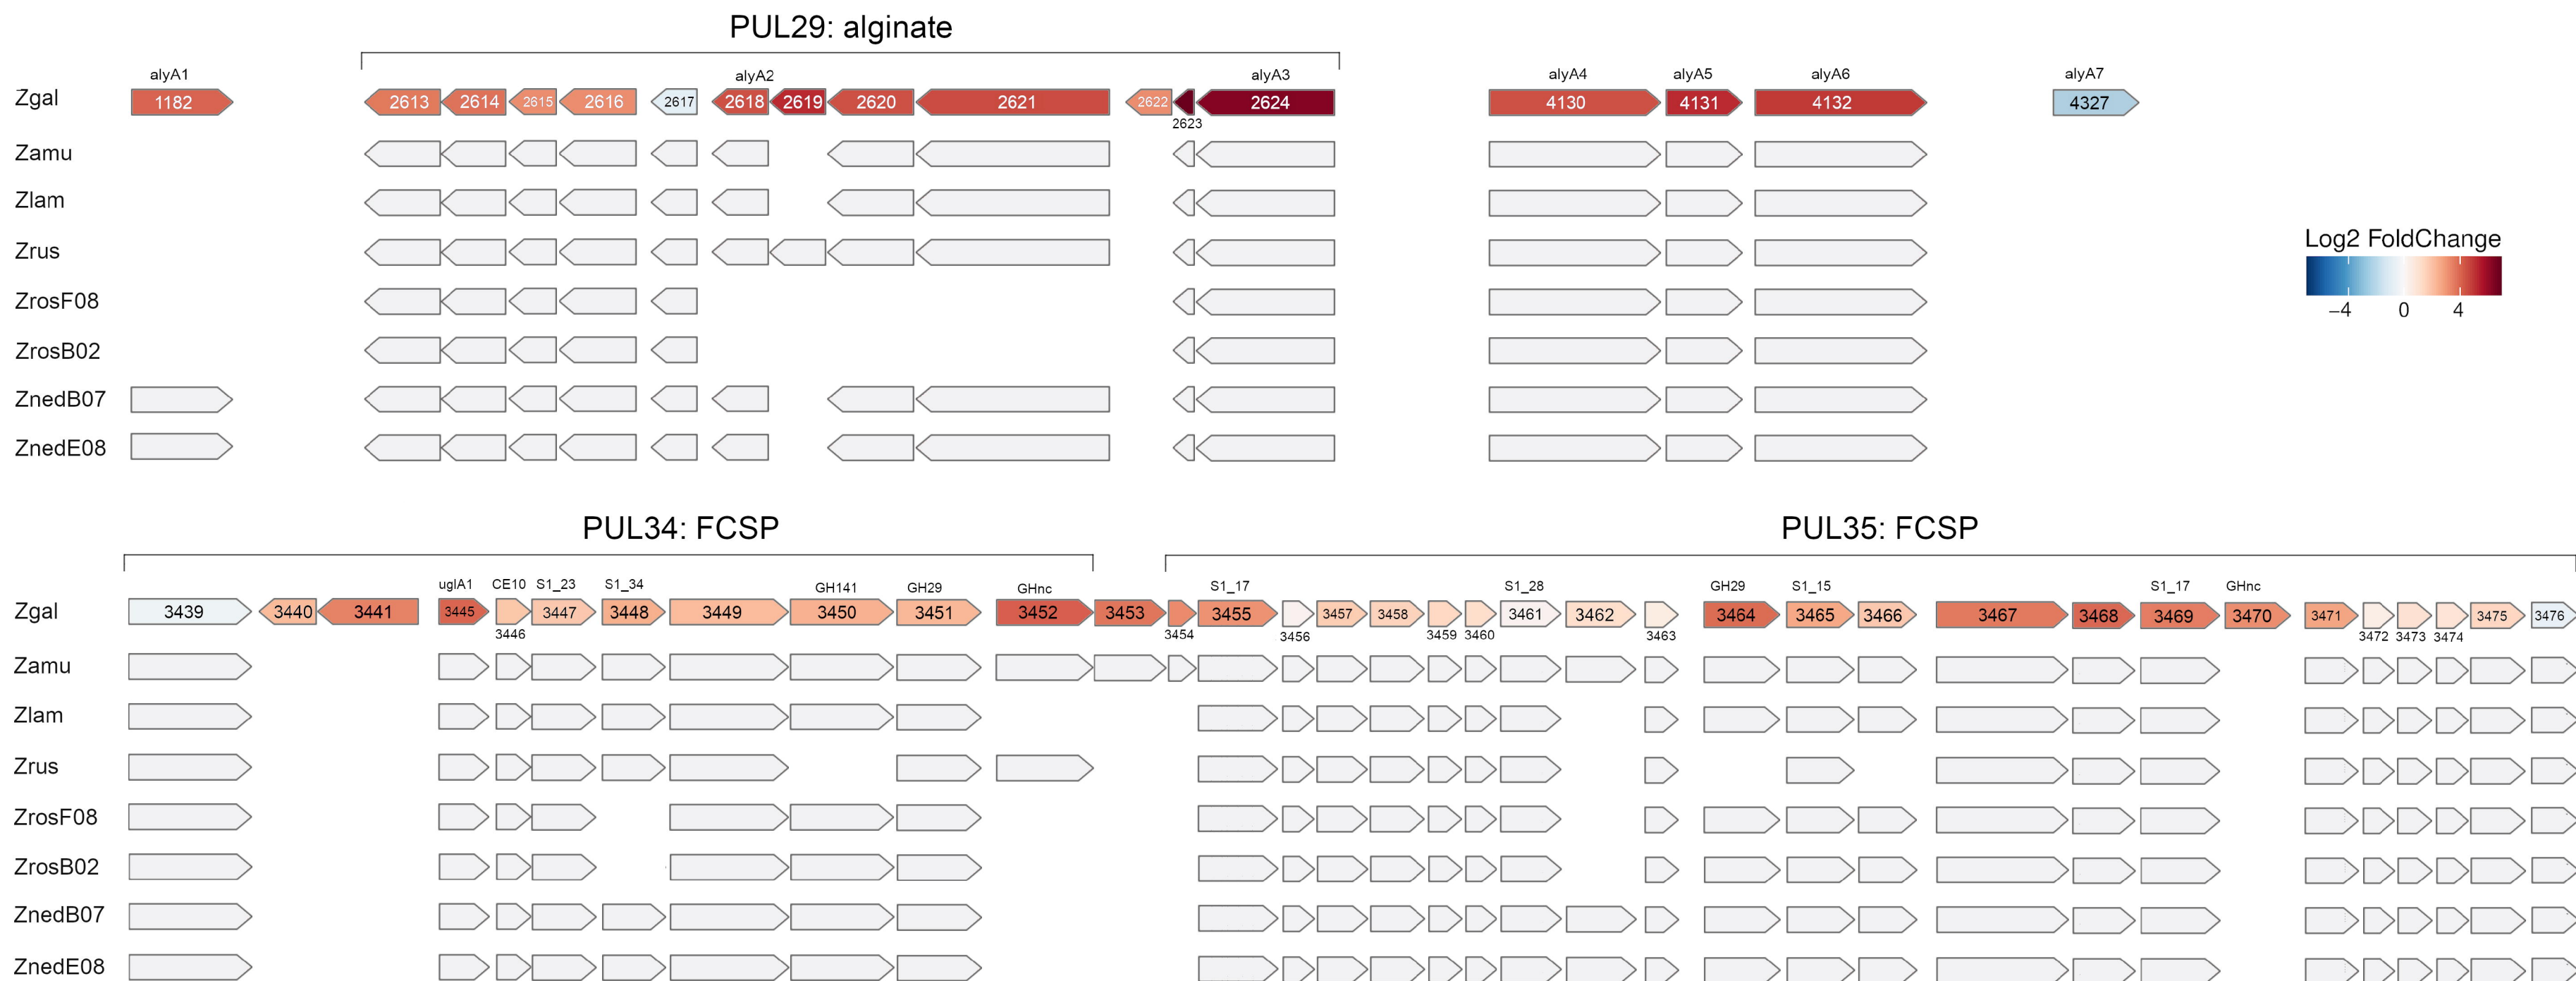 PUL29: alginate
alyA1 alyA2 alyA3 alyA4 alyA5 alyA6 alyA7
Zgal 1182 2613 2614 2615 2616 2617 2618 2619 2620 2621 2622 2624 4130 4131 4132 4327
2623
Zamu
Zlam
Zrus
Log2 FoldChange
ZrosF08
−4 0 4
ZrosB02
ZnedB07
ZnedE08
PUL34: FCSP PUL35: FCSP
uglA1 CE10 S1_23 S1_34 GH141 GH29 GHnc S1_17 S1_28 GH29 S1_15 S1_17 GHnc
Zgal 3439 3440 3441 3445 3447 3448 3449 3450 3451 3452 3453 3455 3457 3458 3461 3462 3464 3465 3466 3467 3468 3469 3470 3471 3475 3476
3446 3454 3456 3459 3460 3463 3472 3473 3474
Zamu
Zlam
Zrus
ZrosF08
ZrosB02
ZnedB07
ZnedE08